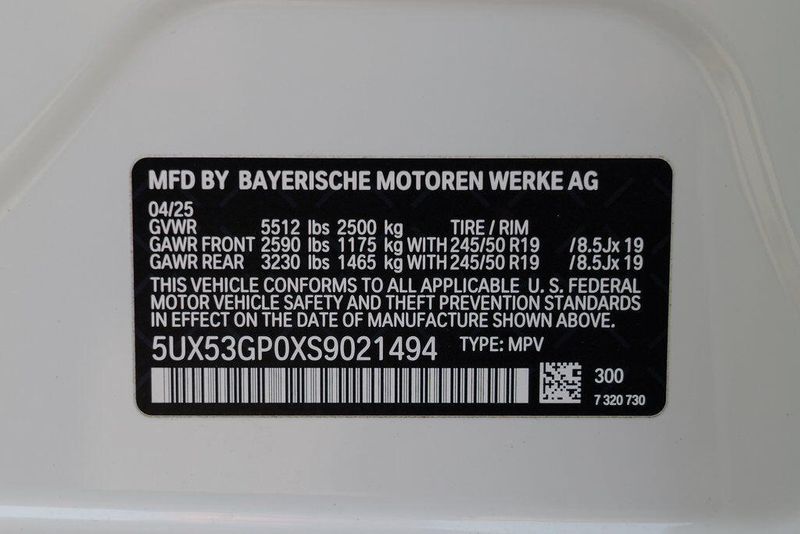 MFD BY BAYERISCHE MOTOREN WERKE AG
04/25
GVWR 5512 lbs 2500 kg TIRE / RIM
GAWR FRONT 2590 lbs 1175 kg WITH 245/50 R19 /8.5Jx 19
GAWR REAR 3230 lbs 1465 kg WITH 245/50 R19 /8.5Jx 19
THIS VEHICLE CONFORMS TO ALL APPLICABLE U. S. FEDERAL
MOTOR VEHICLE SAFETY AND THEFT PREVENTION STANDARDS
IN EFFECT ON THE DATE OF MANUFACTURE SHOWN ABOVE.
5UX53GP0XS9021494 TYPE: MPV
300
7 320 730